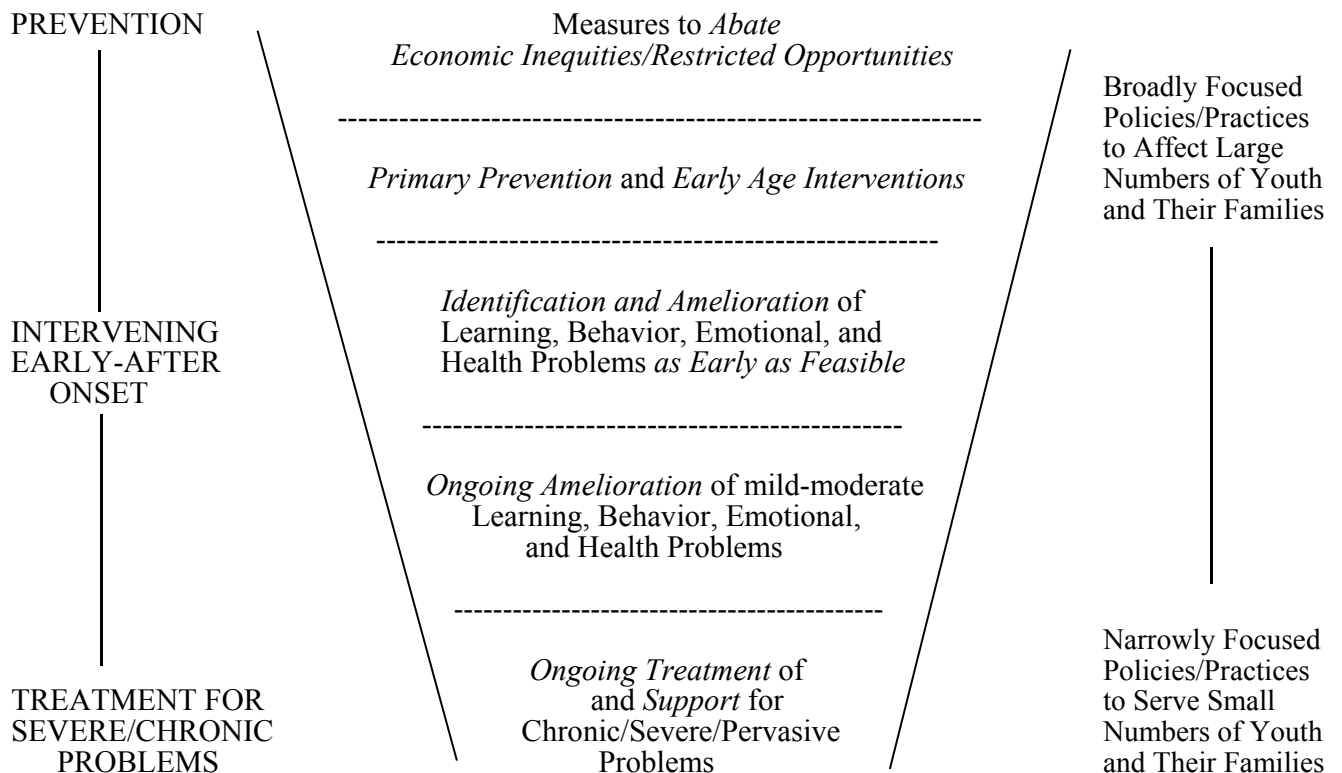 PREVENTION
Measures to Abate
Economic Inequities/Restricted Opportunities
Broadly Focused
Policies/Practices
to Affect Large
Numbers of Youth
and Their Families
Primary Prevention and Early Age Interventions
INTERVENING
EARLY-AFTER
ONSET
Identification and Amelioration of
Learning, Behavior, Emotional, and
Health Problems as Early as Feasible
Ongoing Amelioration of mild-moderate
Learning, Behavior, Emotional,
and Health Problems
TREATMENT FOR
SEVERE/CHRONIC
PROBLEMS
Ongoing Treatment of
and Support for
Chronic/Severe/Pervasive
Problems
Narrowly Focused
Policies/Practices
to Serve Small
Numbers of Youth
and Their Families